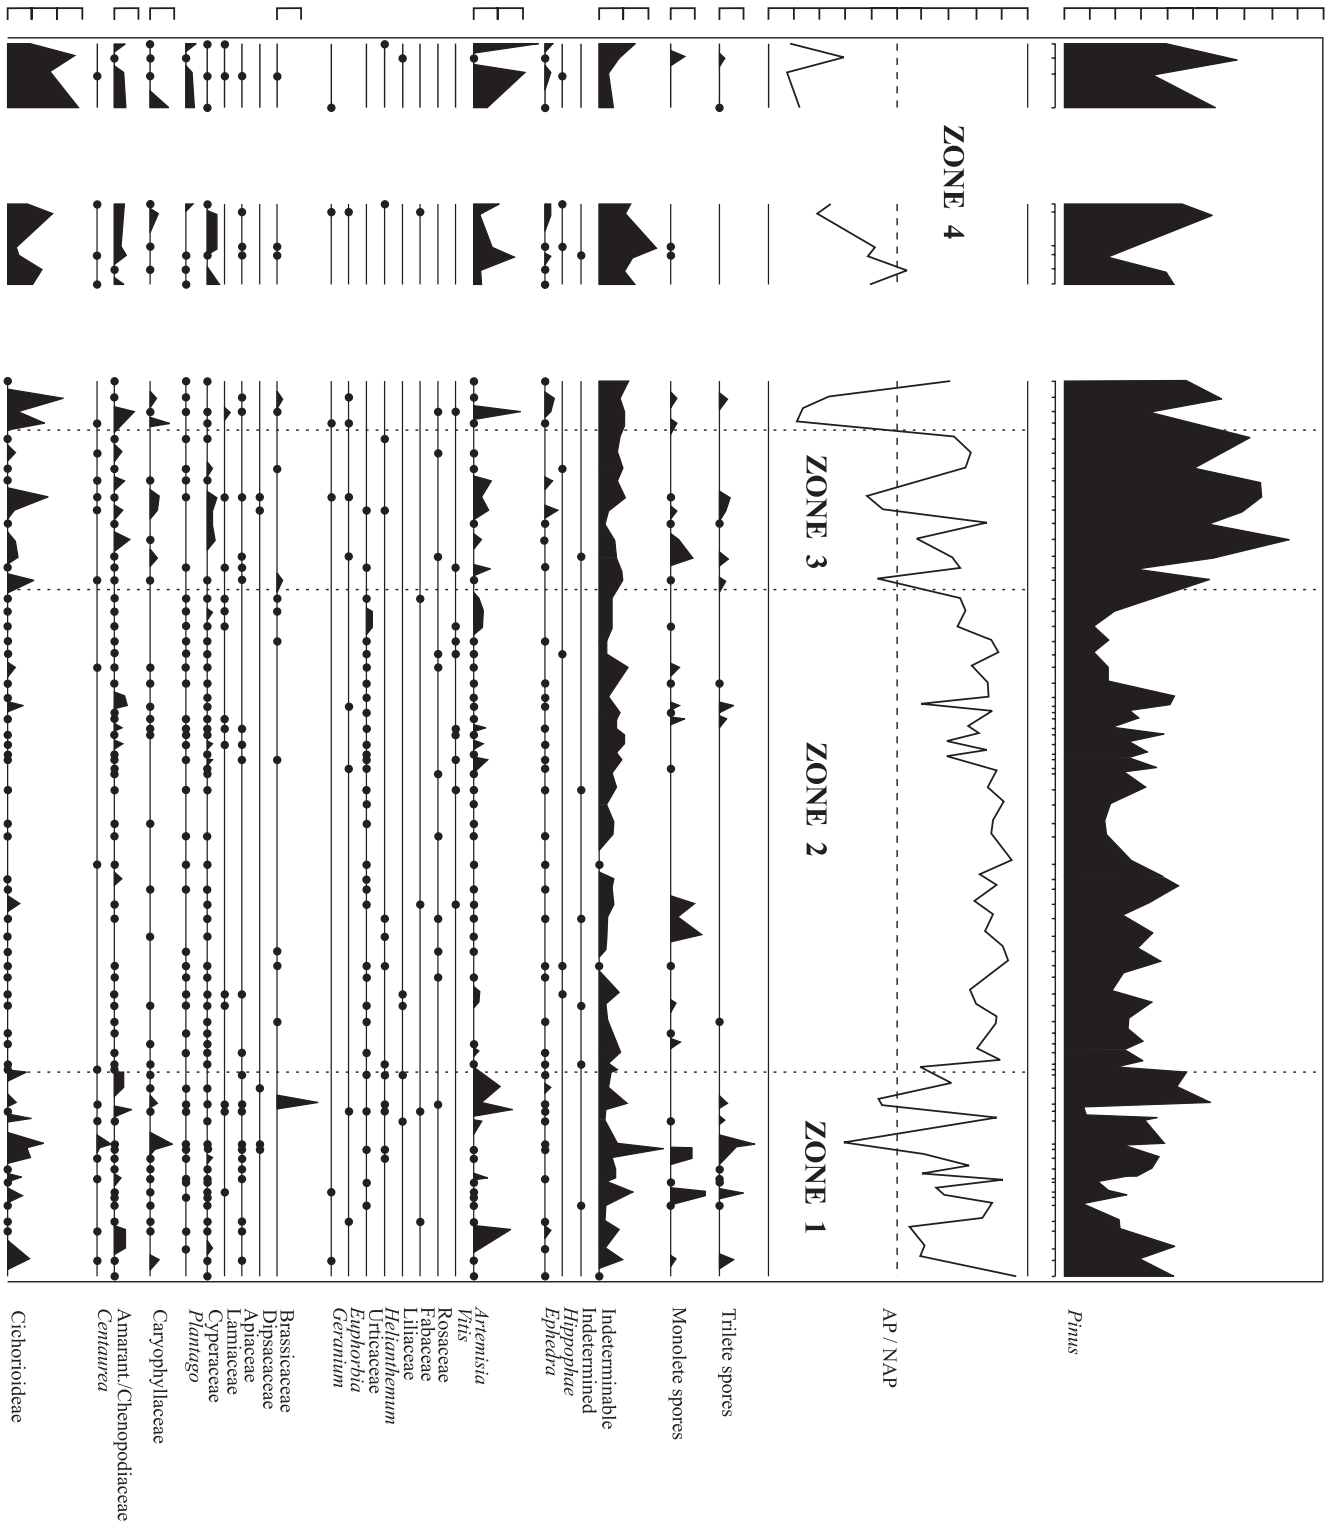 ZONE 4
ZONE 3
ZONE 2
ZONE 1
Cichorioideae
Centaurea
Amarant./Chenopodiaceae
Caryophyllaceae
Plantago
Cyperaceae
Lamiaceae
Apiaceae
Dipsacaceae
Brassicaceae
Geranium
Euphorbia
Urticaceae
Helianthemum
Liliaceae
Fabaceae
Rosaceae
Vitis
Artemisia
Ephedra
Hippophae
Indetermined
Indeterminable
Monolete spores
Trilete spores
AP / NAP
Pinus